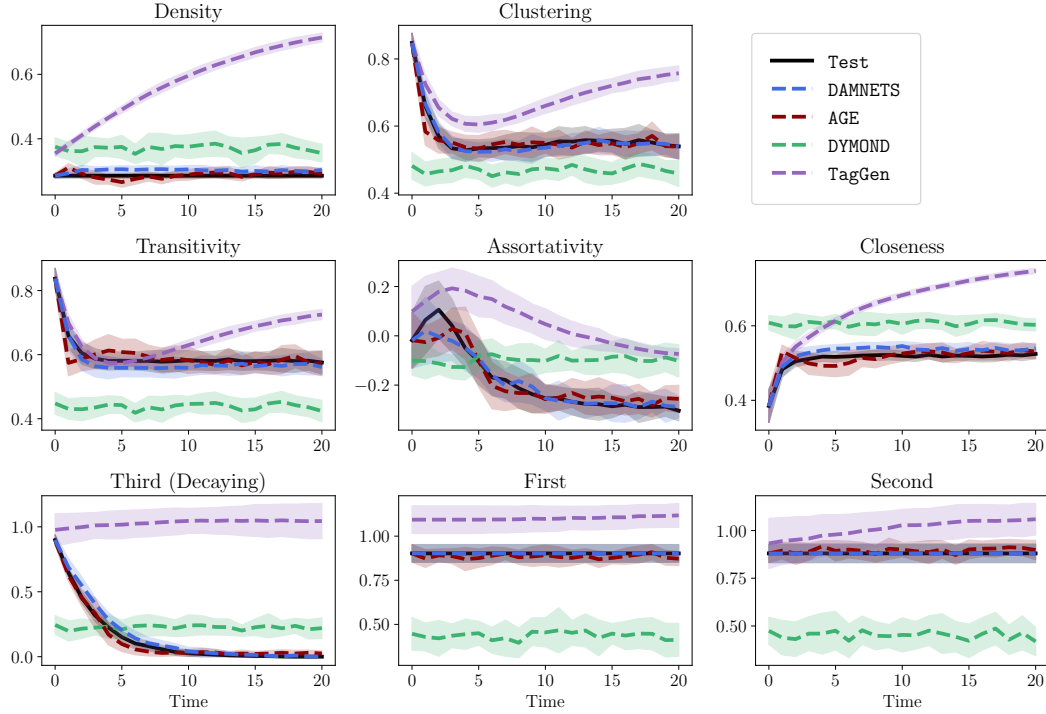 Density
Clustering
0.6
0.4
0 5 10 15 20
0.8
0.6
0.4
0 5 10 15 20
Test
DAMNETS
AGE
DYMOND
TagGen
Transitivity
Assortativity
Closeness
0.8
0.6
0.4
0 5 10 15 20
0.2
0.0
−0.2
0 5 10 15 20
0.6
0.4
0 5 10 15 20
Third (Decaying)
First
Second
1.0
0.5
0.0
0 5 10 15 20
Time
1.00
0.75
0.50
0 5 10 15 20
Time
1.00
0.75
0.50
0 5 10 15 20
Time